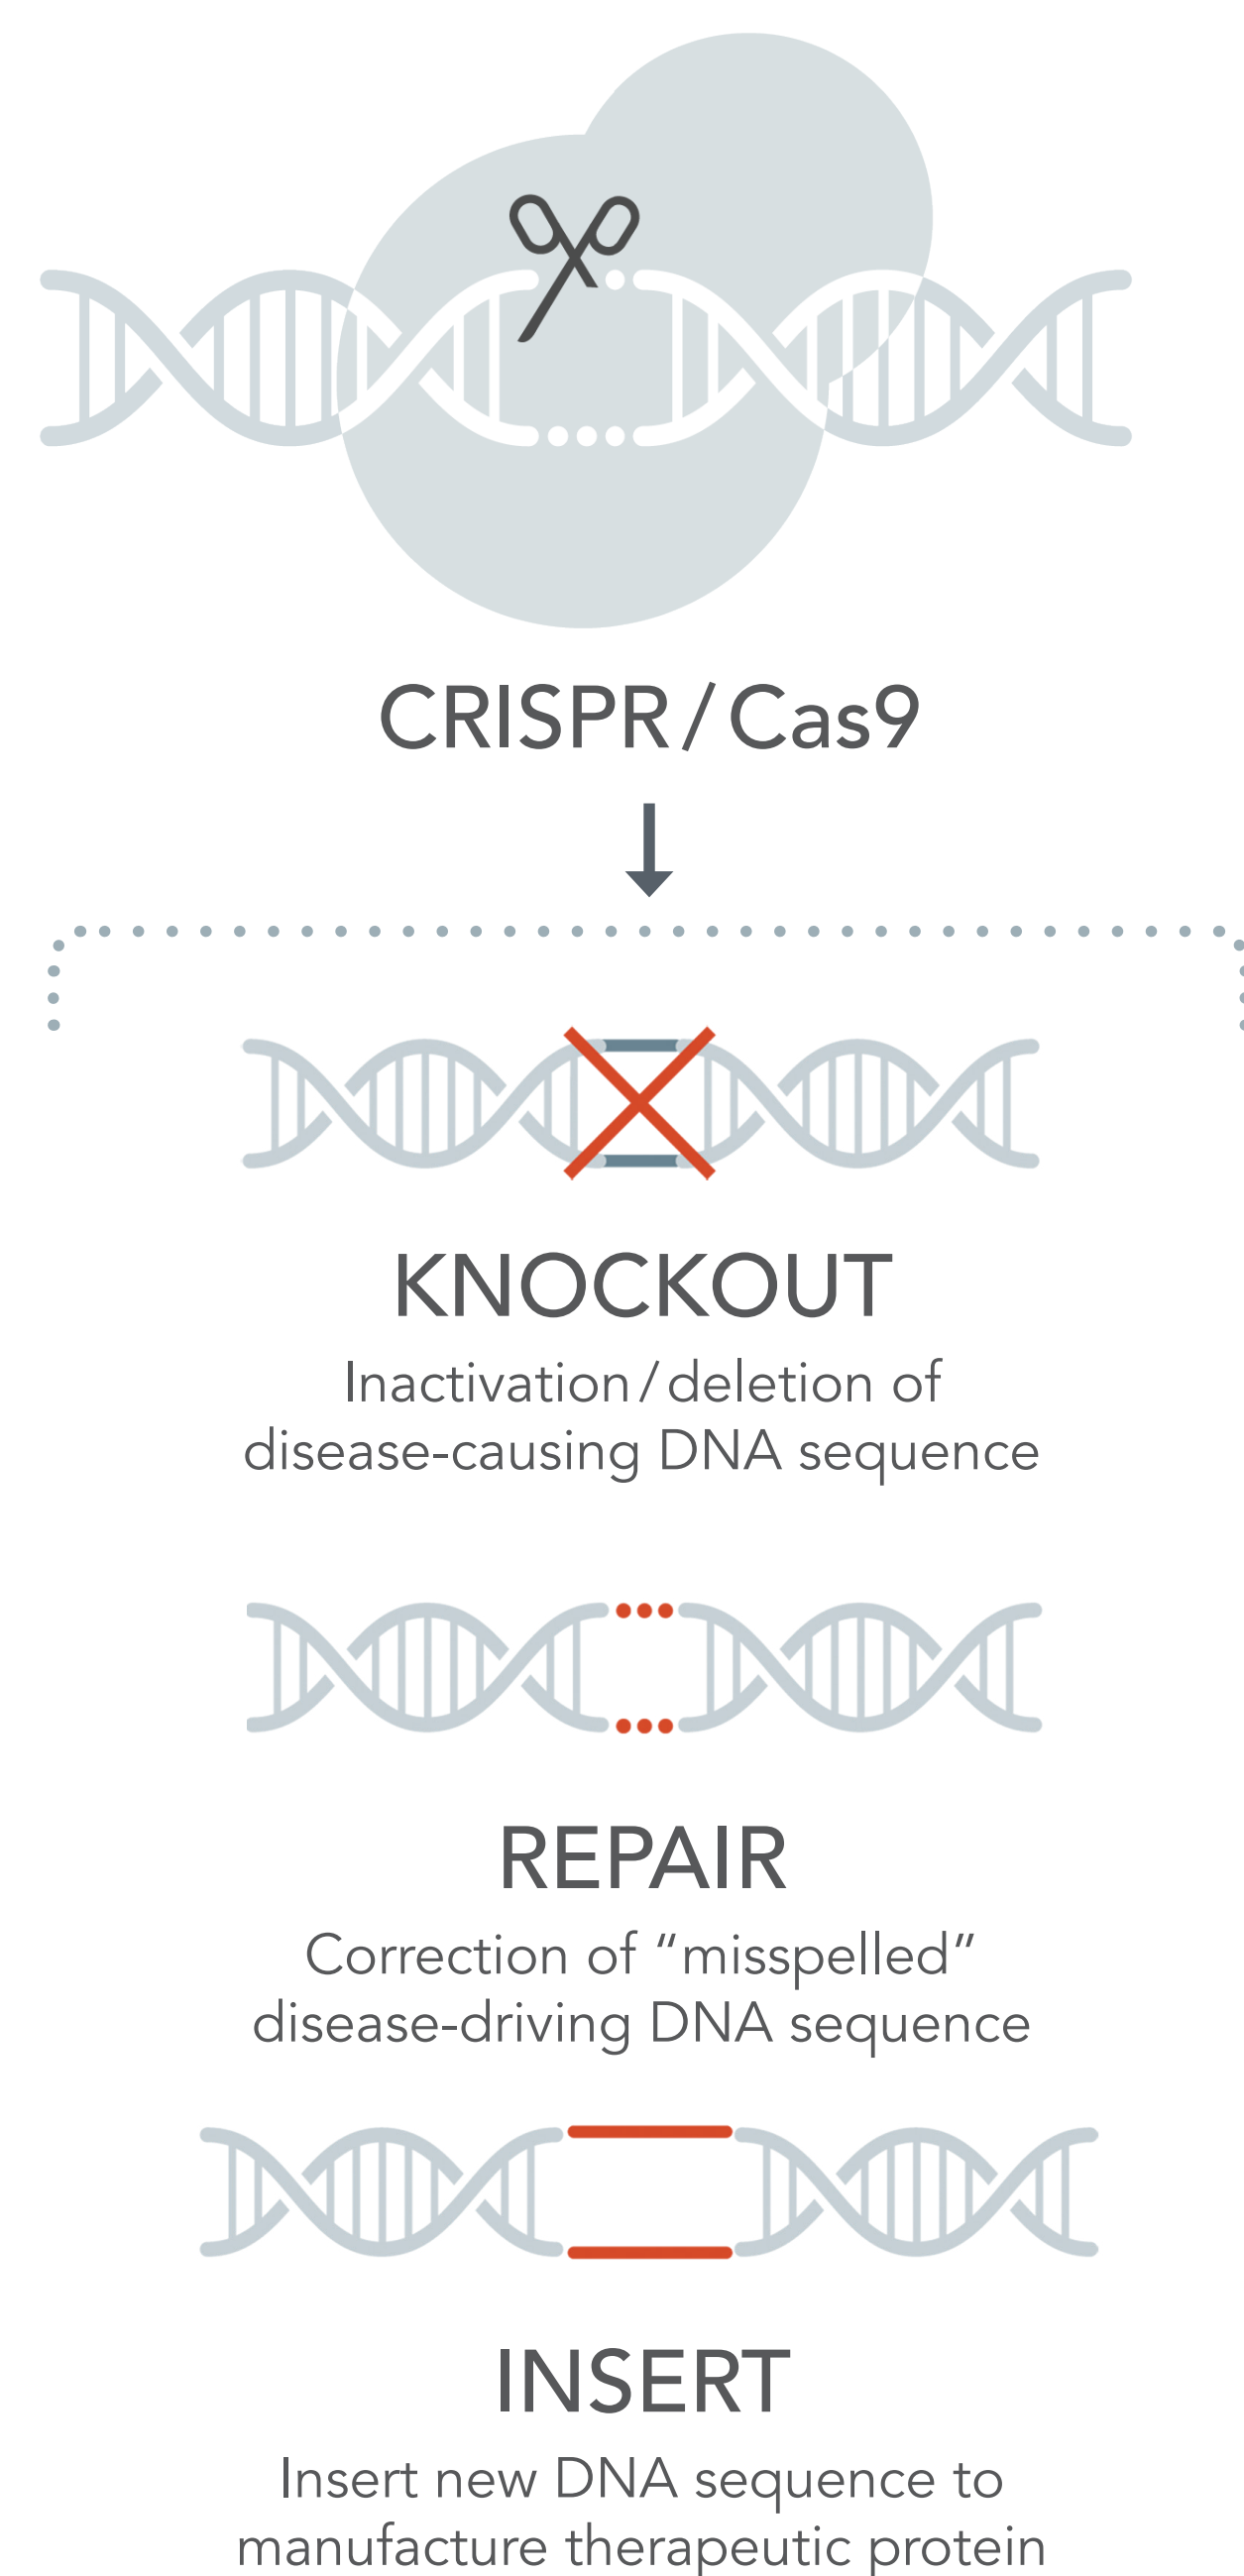 CRISPR/Cas9
KNOCKOUT
Inactivation/deletion of
disease-causing DNA sequence
REPAIR
Correction of “misspelled”
disease-driving DNA sequence
INSERT
Insert new DNA sequence to
manufacture therapeutic protein